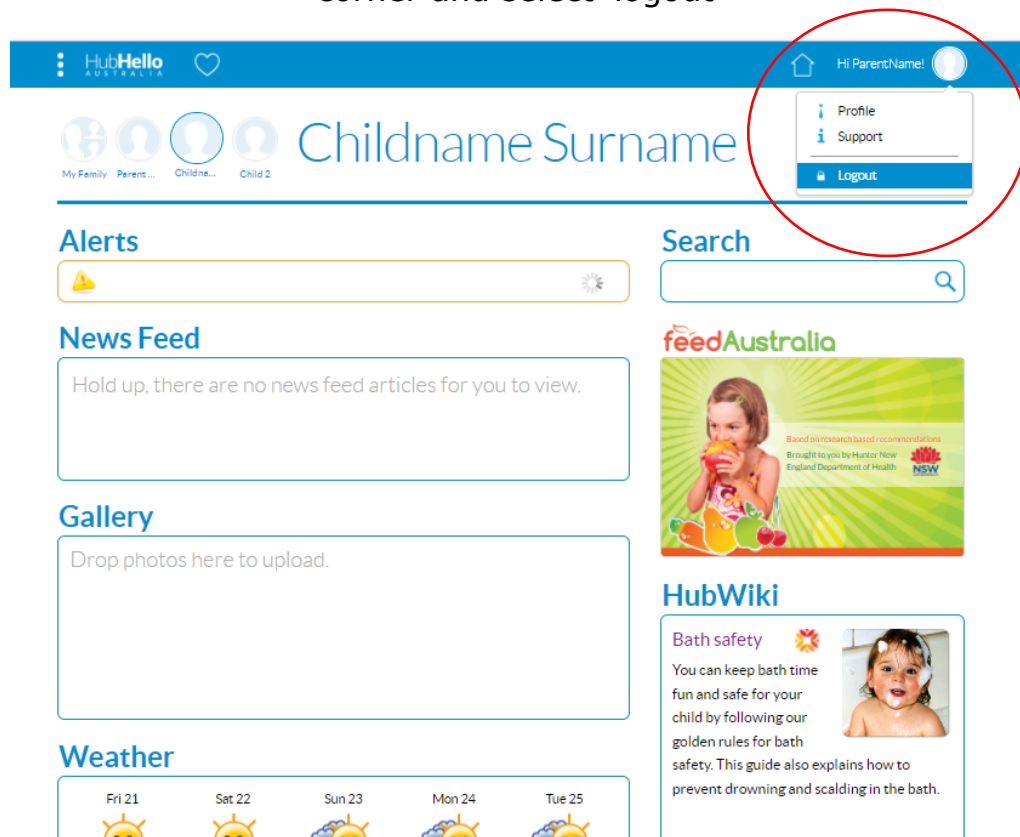 corner and select 'logout'
HubHello
AUSTRALIA
Hi ParentName!
Profile
Support
Logout
My Family
Parent ...
Childna...
Child 2
Childname Surname
Alerts
News Feed
Hold up, there are no news feed articles for you to view.
Gallery
Drop photos here to upload.
Weather
Fri 21
Sat 22
Sun 23
Mon 24
Tue 25
Search
feedAustralia
Based on research based recommendations
Brought to you by Hunter New
England Department of Health
NSW
HubWiki
Bath safety
You can keep bath time
fun and safe for your
child by following our
golden rules for bath
safety. This guide also explains how to
prevent drowning and scalding in the bath.